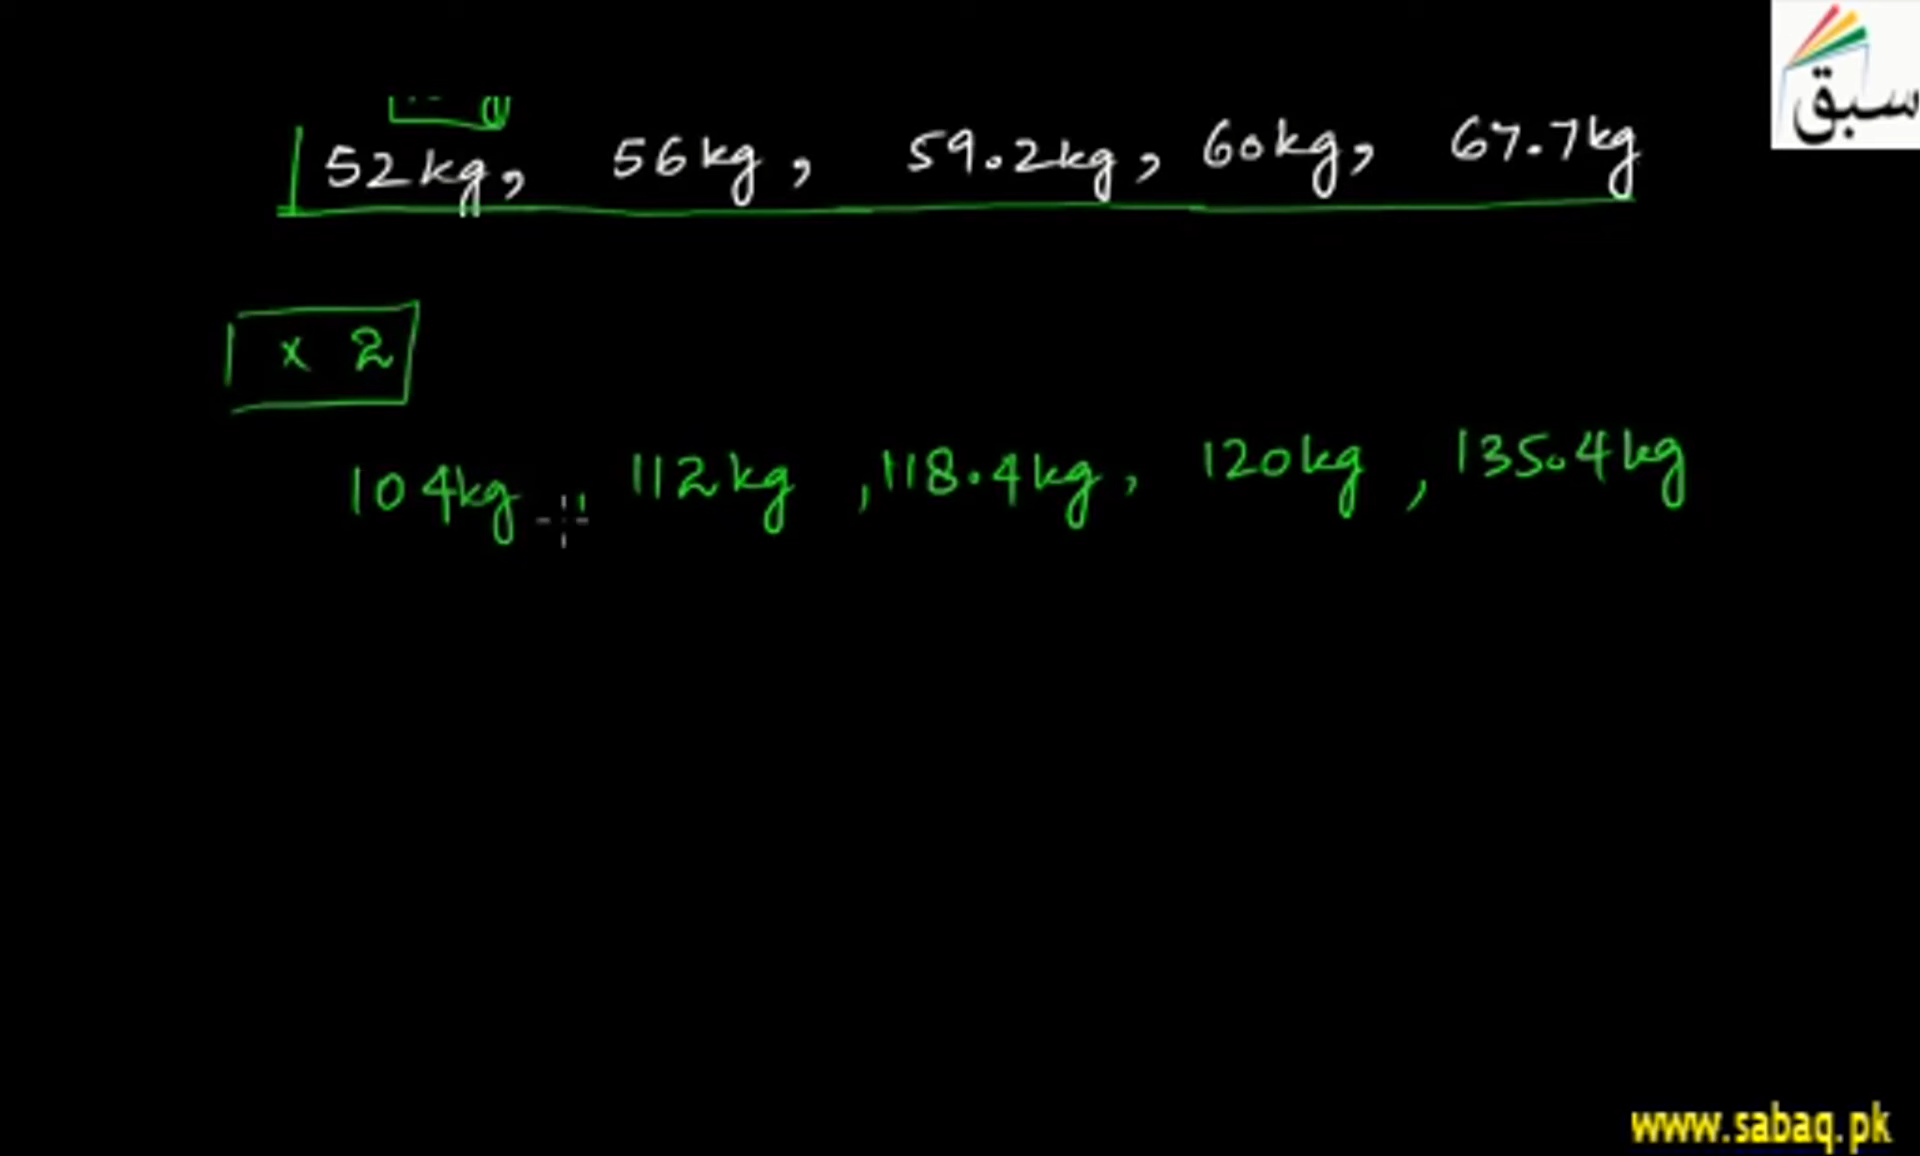 سبق
52kg, 56kg, 59.2kg, 60kg, 67.7kg
x 2
104kg, 112kg, 118.4kg, 120kg, 135.4kg
www.sabaq.pk